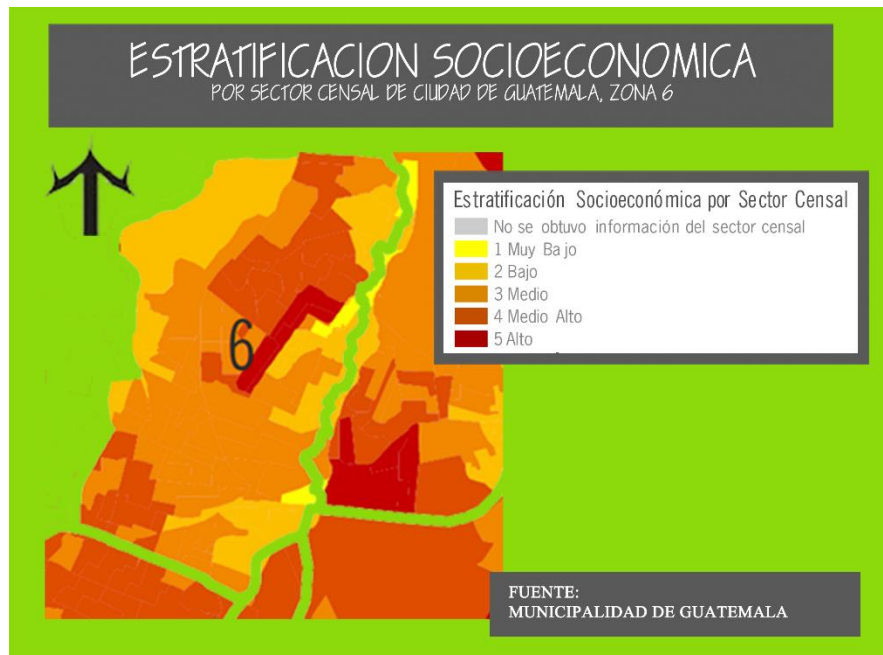 ESTRATIFICACION SOCIOECONOMICA
POR SECTOR CENSAL DE CIUDAD DE GUATEMALA, ZONA 6
Estratificación Socioeconómica por Sector Censal
No se obtuvo información del sector censal
1 Muy Bajo
2 Bajo
3 Medio
4 Medio Alto
5 Alto
6
FUENTE:
MUNICIPALIDAD DE GUATEMALA